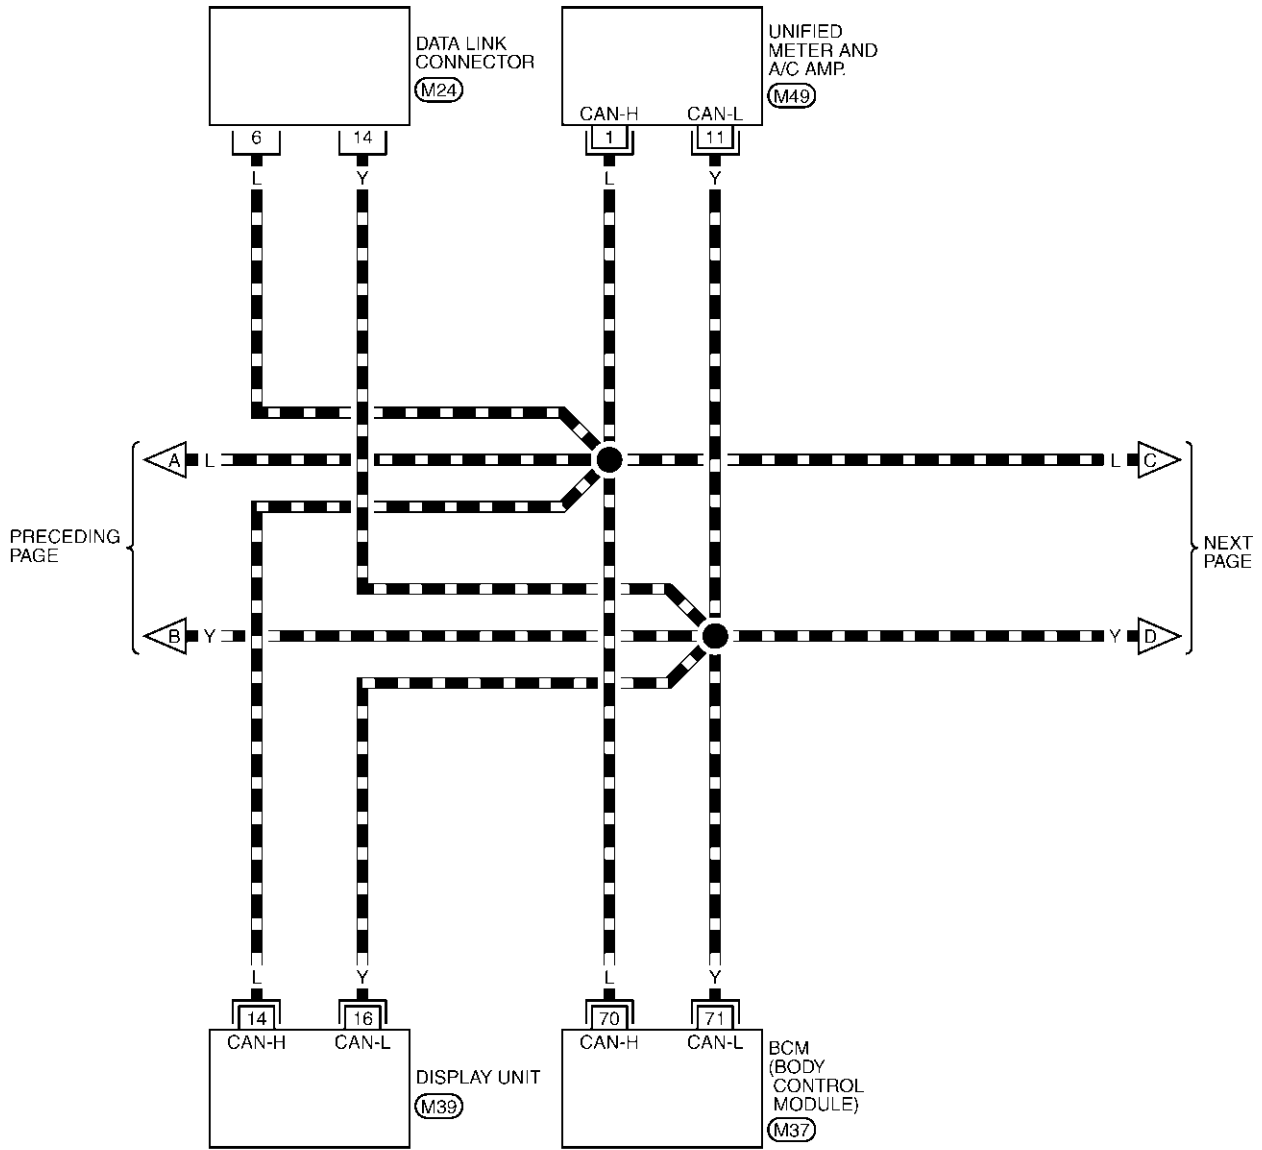 DATA LINK
CONNECTOR
M24
UNIFIED
METER AND
A/C AMP.
M49
CAN-H CAN-L
6 14 1 11
L Y L Y
A L L C
PRECEDING
PAGE
NEXT
PAGE
B Y Y D
L Y L Y
14 16 70 71
CAN-H CAN-L CAN-H CAN-L
DISPLAY UNIT
M39
BCM
(BODY
CONTROL
MODULE)
M37